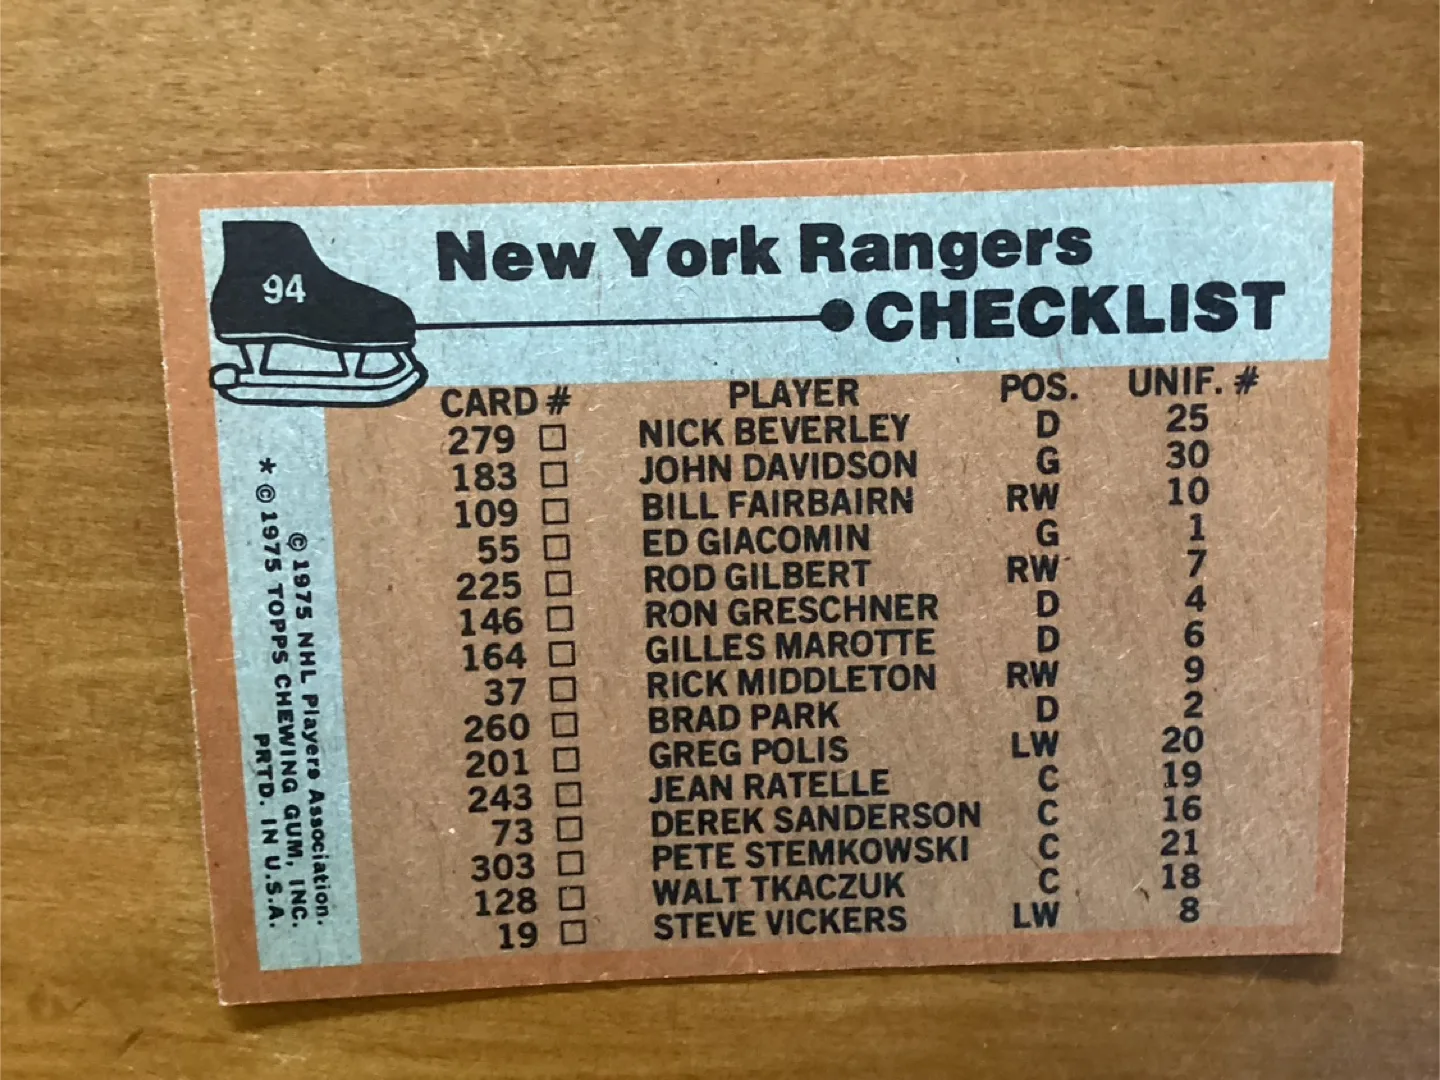 94
New York Rangers
CHECKLIST
CARD # PLAYER POS. UNIF. #
279 □ NICK BEVERLEY D 25
183 □ JOHN DAVIDSON G 30
109 □ BILL FAIRBAIRN RW 10
55 □ ED GIACOMIN G 1
225 □ ROD GILBERT RW 7
146 □ RON GRESCHNER D 4
164 □ GILLES MAROTTE D 6
37 □ RICK MIDDLETON RW 9
260 □ BRAD PARK D 2
201 □ GREG POLIS LW 20
243 □ JEAN RATELLE C 19
73 □ DEREK SANDERSON C 16
303 □ PETE STEMKOWSKI C 21
128 □ WALT TKACZUK C 18
19 □ STEVE VICKERS LW 8
© 1975 NHL Players Association.
* © 1975 TOPPS CHEWING GUM, INC.
PRTD. IN U.S.A.